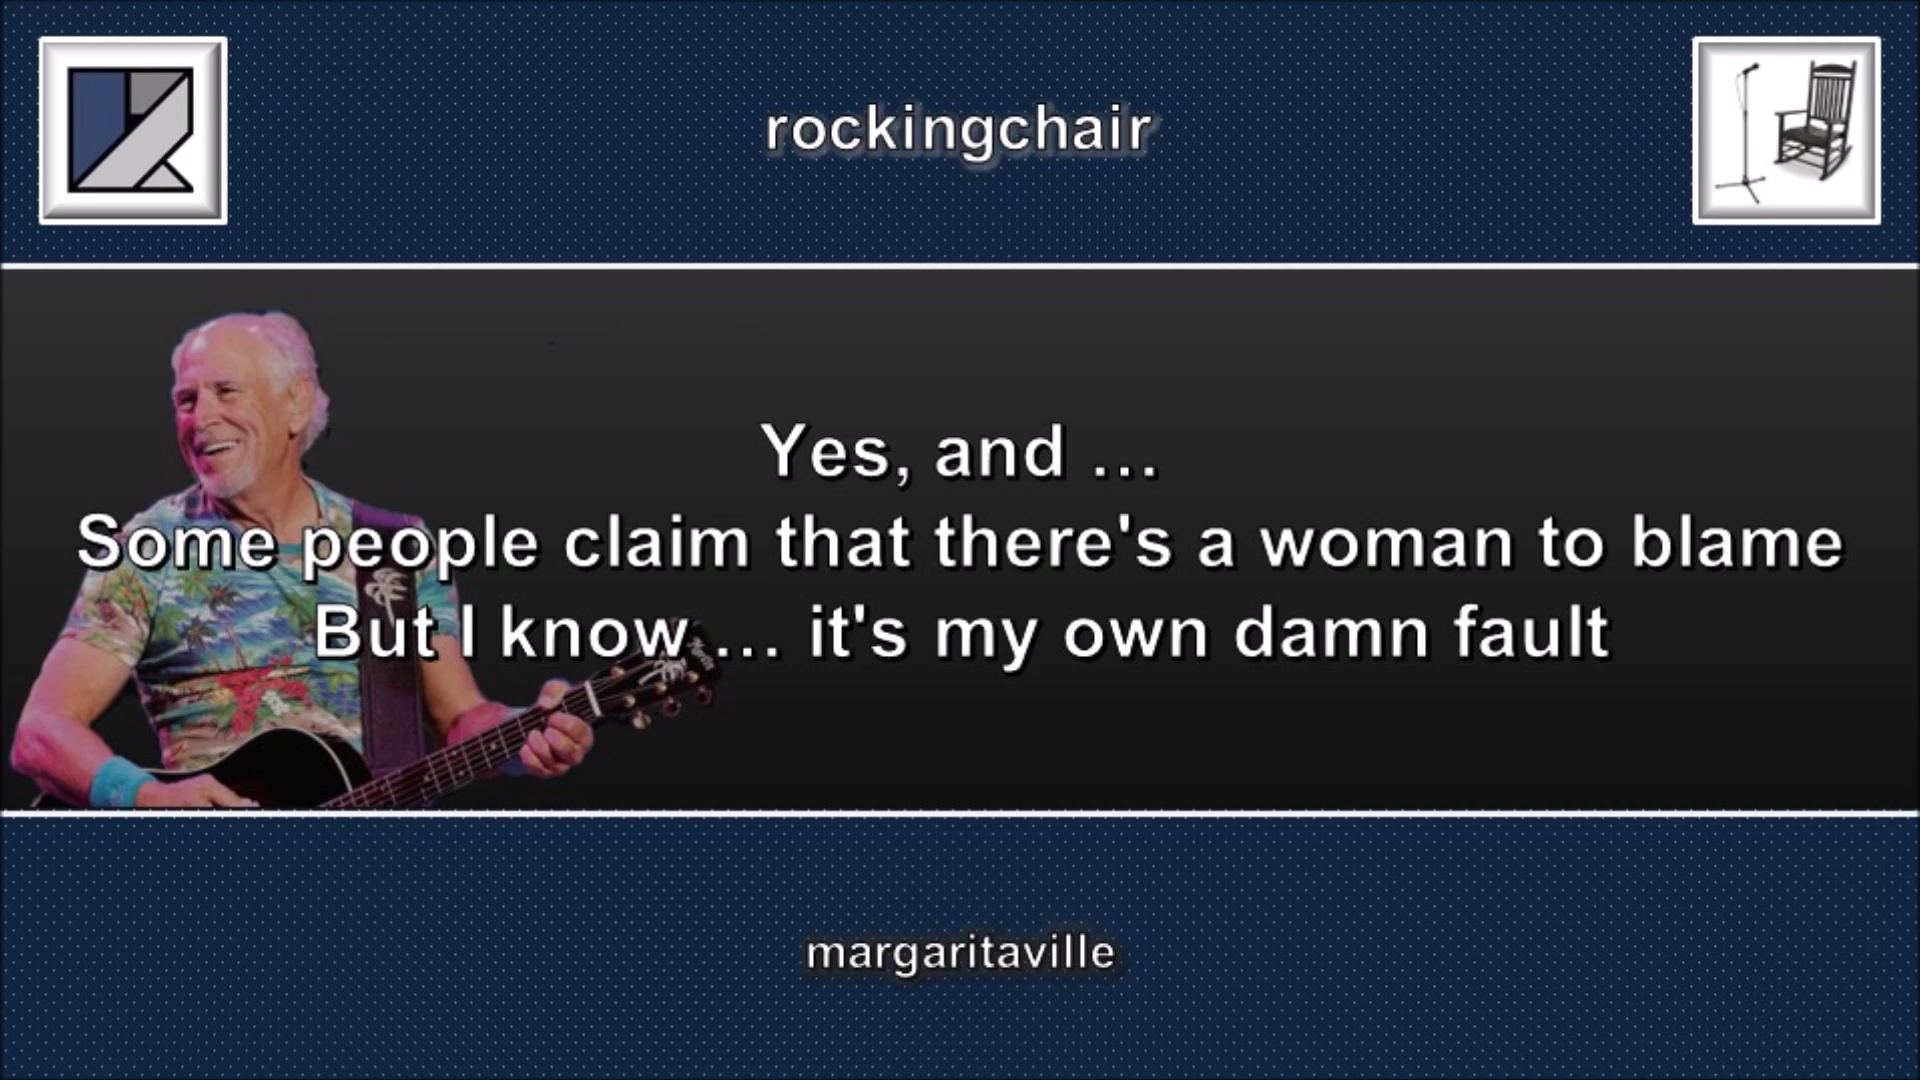 rockingchair
Yes, and ...
Some people claim that there's a woman to blame
But I know ... it's my own damn fault
margaritaville